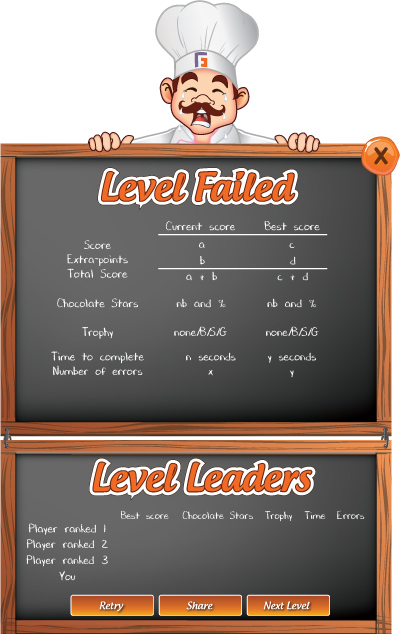 X
Level Failed
Current score Best score
Score a c
Extra-points b d
Total Score a + b c + d
Chocolate Stars nb and % nb and %
Trophy none/B/S/G none/B/S/G
Time to complete n seconds y seconds
Number of errors x y
Level Leaders
Best score Chocolate Stars Trophy Time Errors
Player ranked 1
Player ranked 2
Player ranked 3
You
Retry Share Next Level